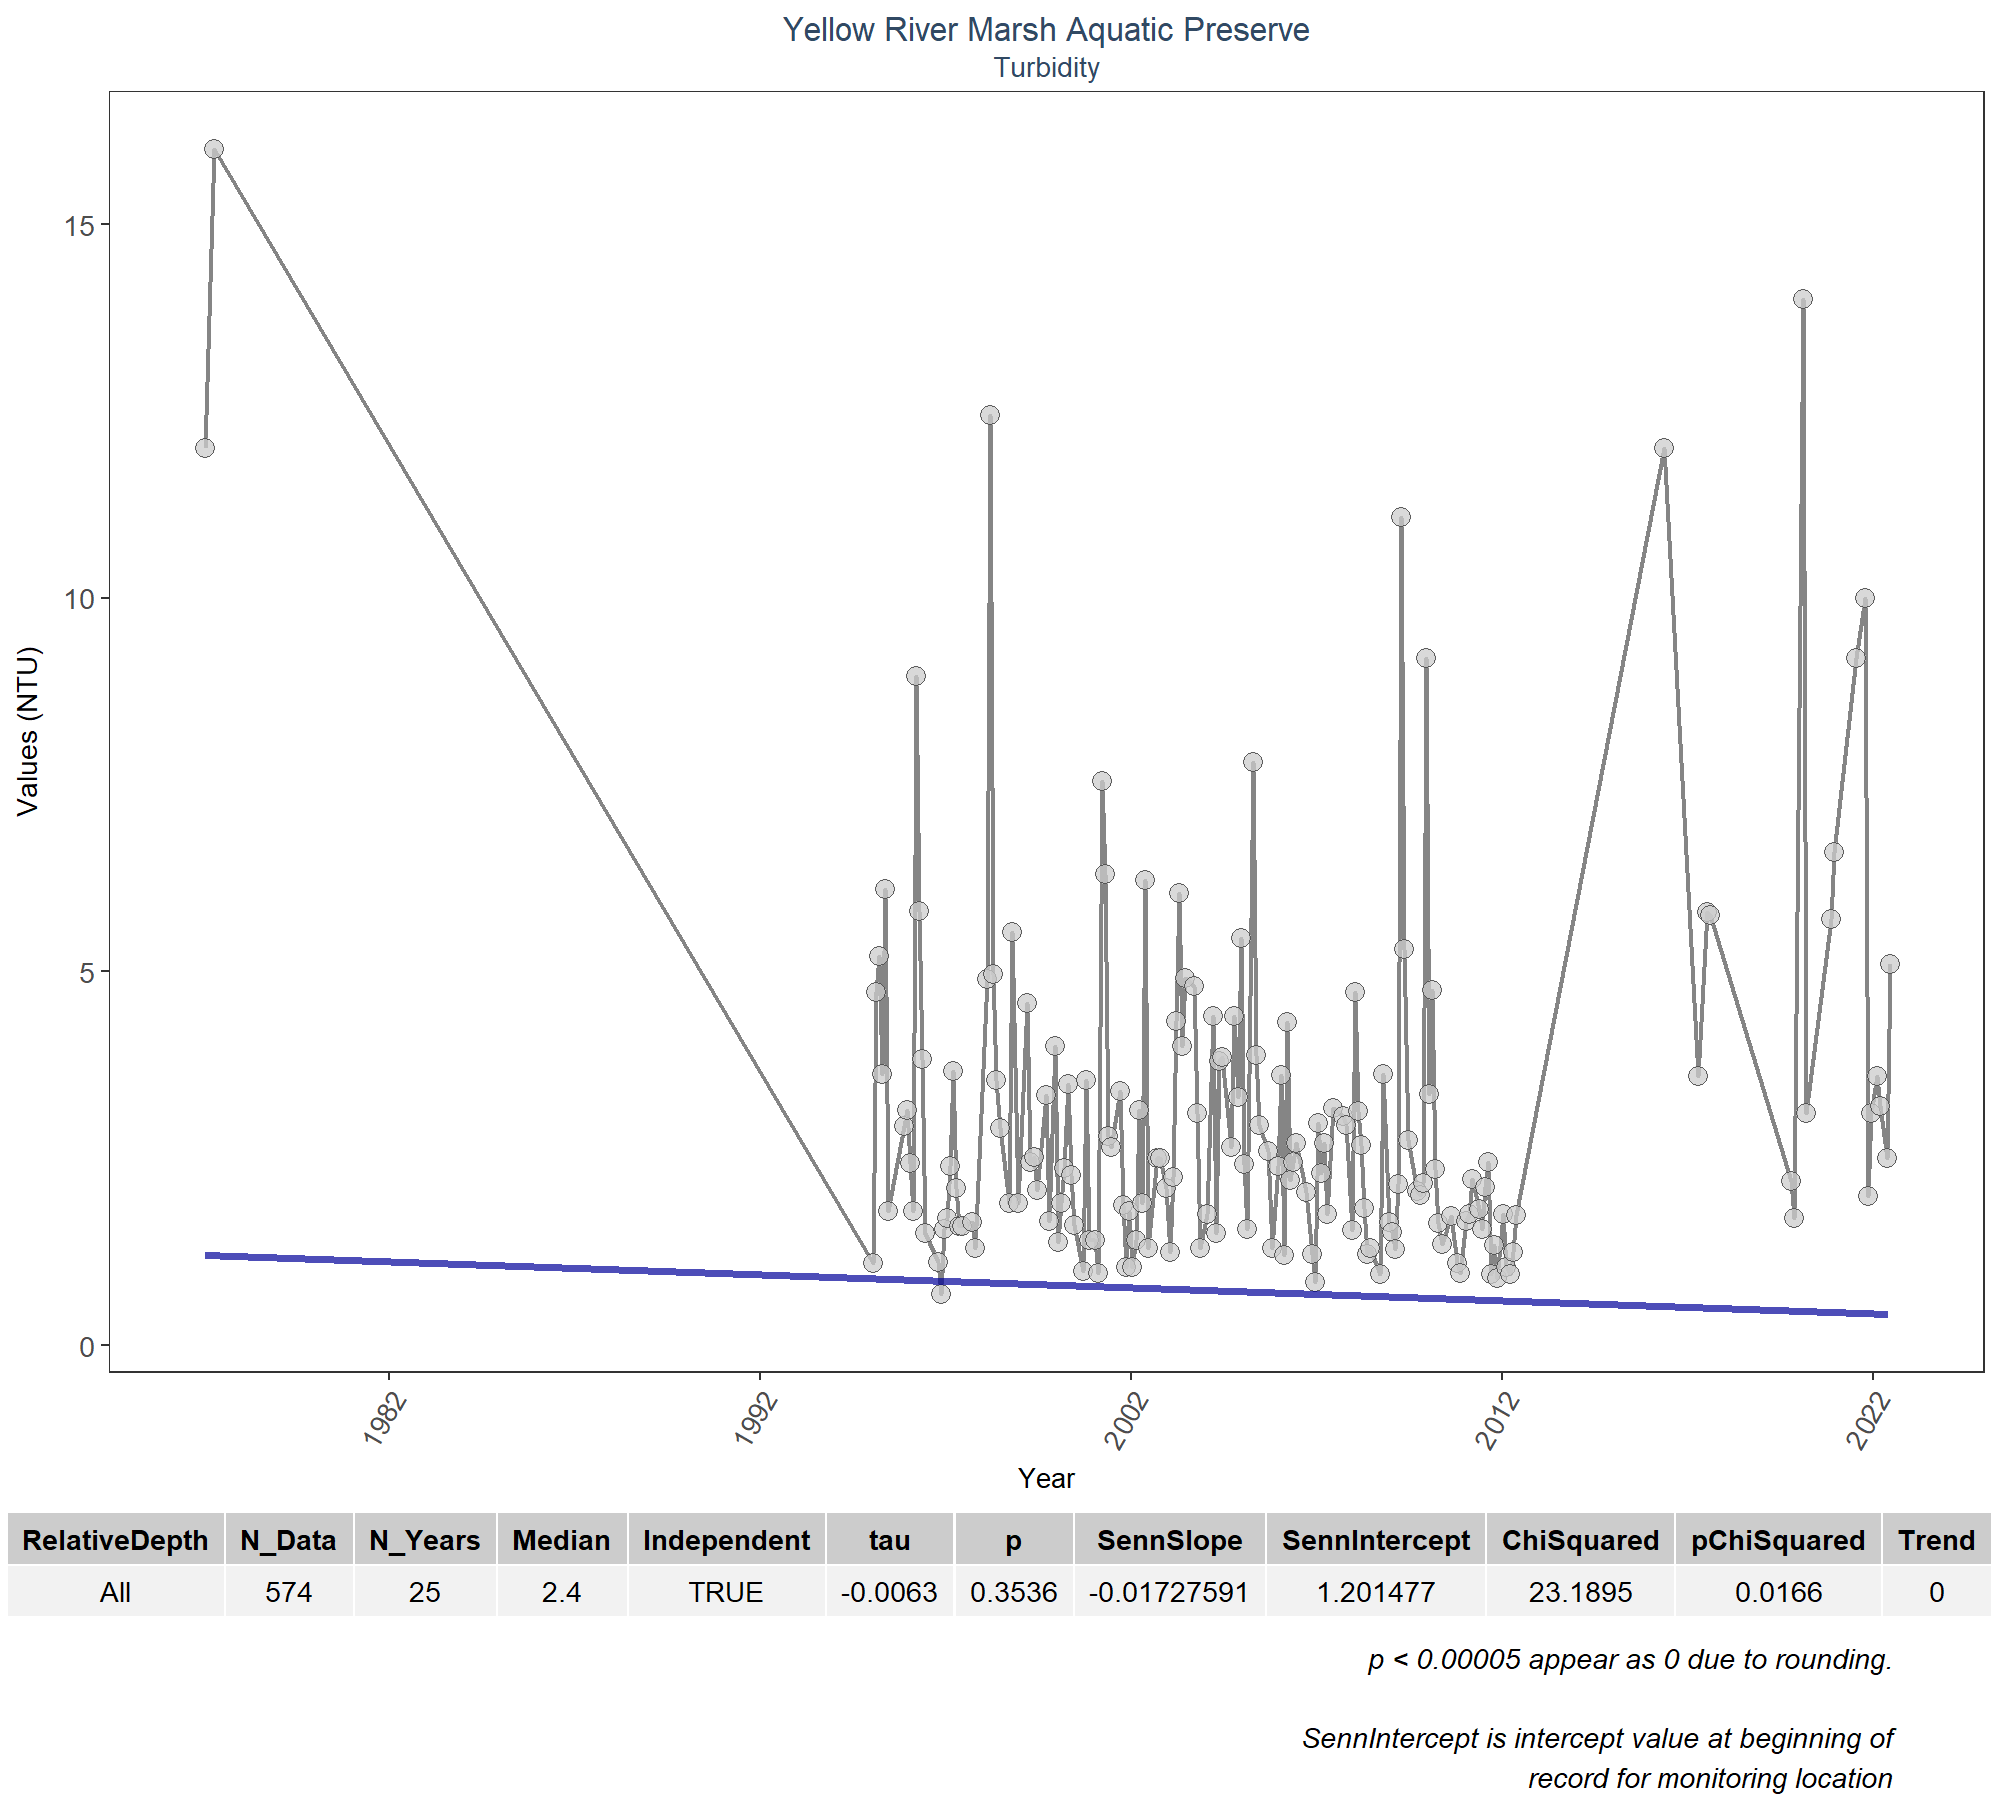 Yellow River Marsh Aquatic Preserve
Turbidity
Values (NTU)
15
10
5
0
1982 1992 2002 2012 2022
Year
RelativeDepth N_Data N_Years Median Independent tau p SennSlope SennIntercept ChiSquared pChiSquared Trend
All 574 25 2.4 TRUE -0.0063 0.3536 -0.01727591 1.201477 23.1895 0.0166 0
p < 0.00005 appear as 0 due to rounding.
SennIntercept is intercept value at beginning of
record for monitoring location